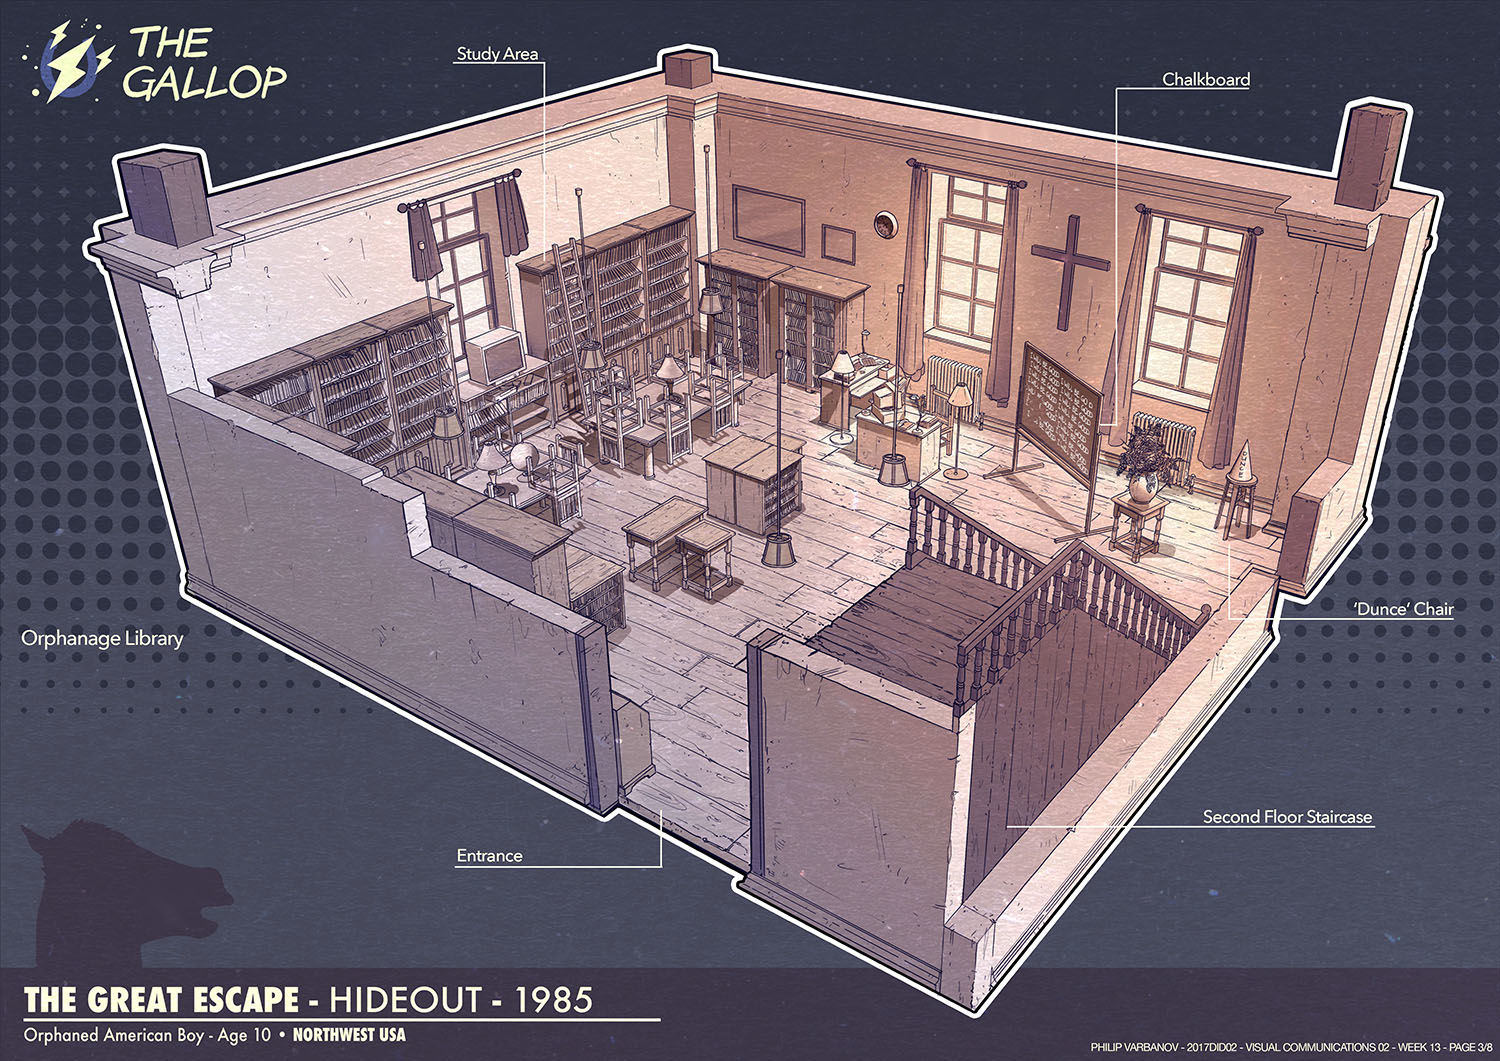 THE
GALLOP
Study Area
Chalkboard
Orphanage Library
'Dunce' Chair
Second Floor Staircase
Entrance
THE GREAT ESCAPE - HIDEOUT - 1985
Orphaned American Boy - Age 10 • NORTHWEST USA
PHILIP VARBANOV - 2017DID02 - VISUAL COMMUNICATIONS 02 - WEEK 13 - PAGE 3/8